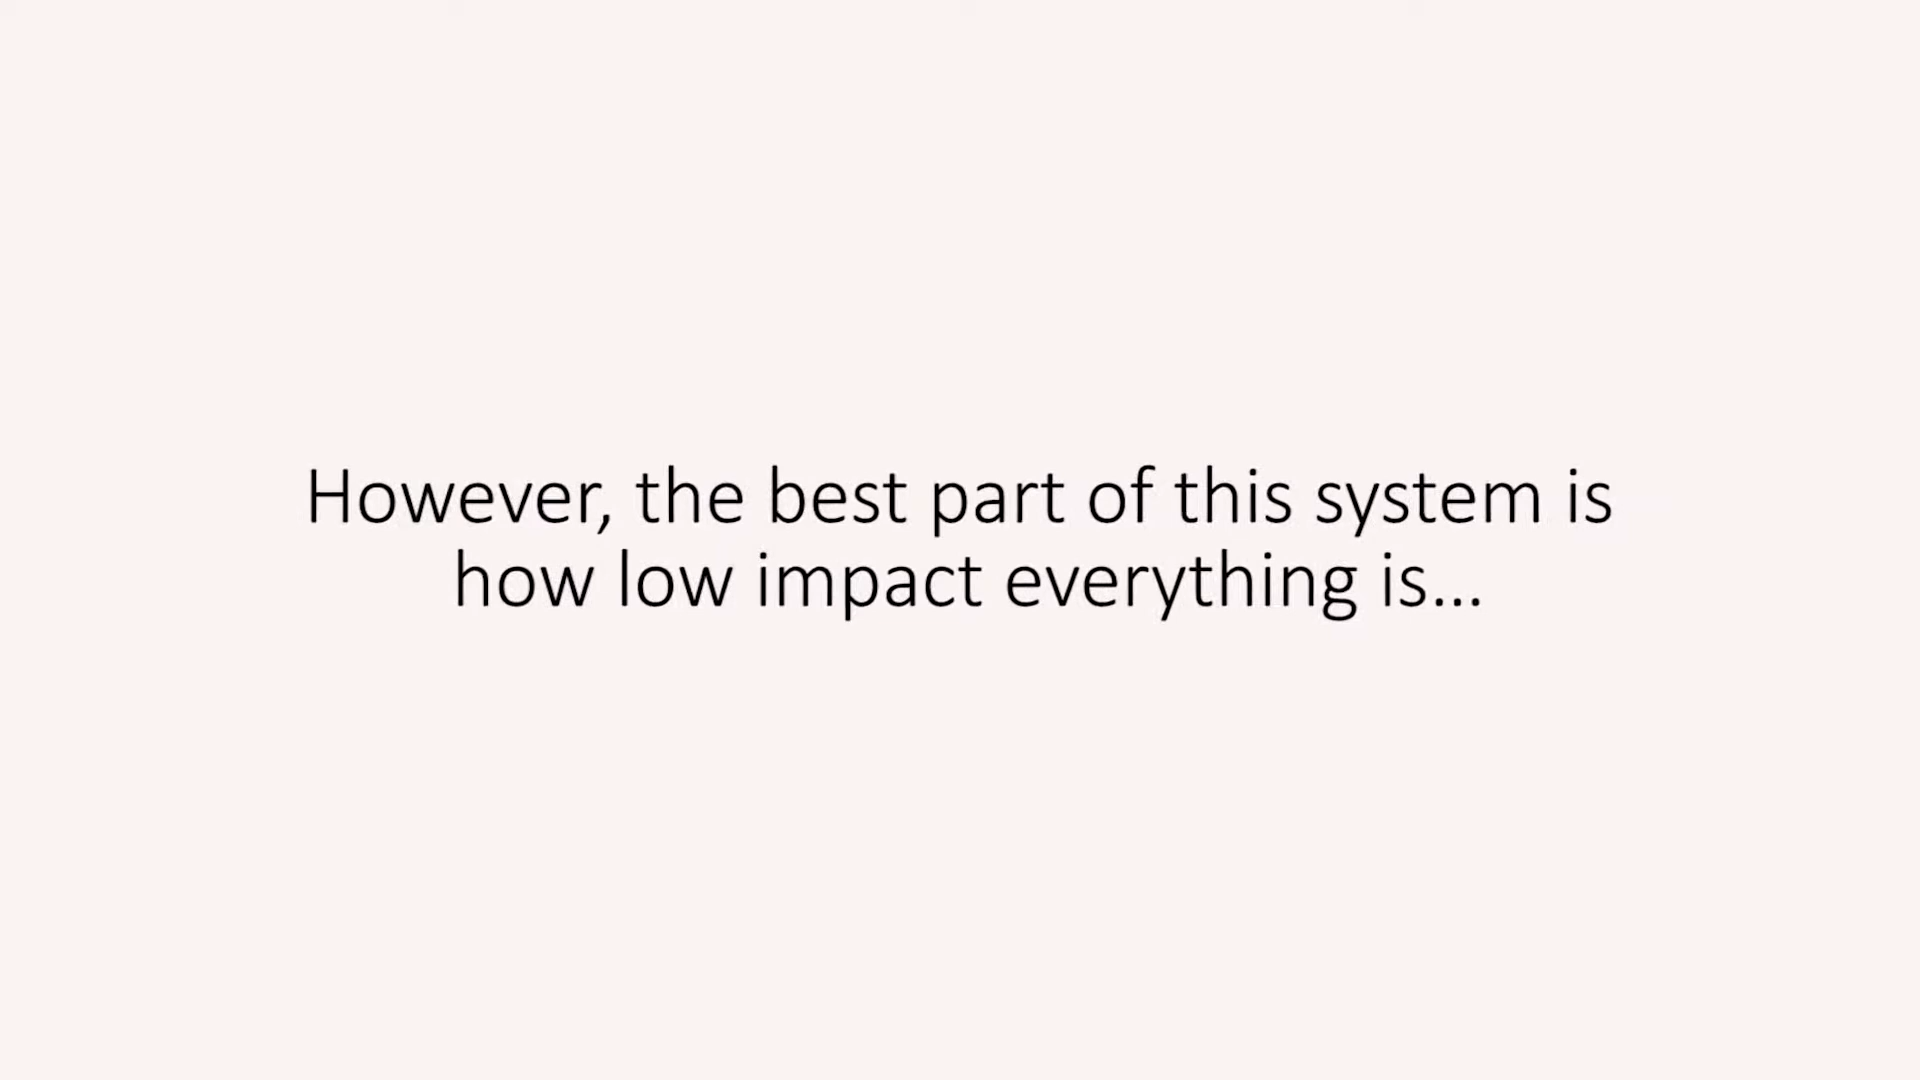 However, the best part of this system is
how low impact everything is...